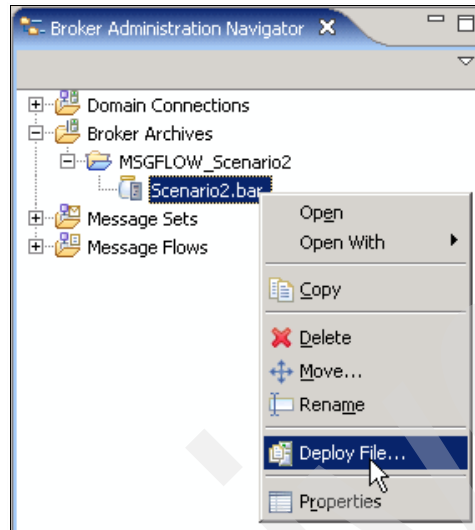 Broker Administration Navigator
Domain Connections
Broker Archives
MSGFLOW_Scenario2
Scenario2.bar
Message Sets
Message Flows
Open
Open With
Copy
Delete
Move...
Rename
Deploy File...
Properties